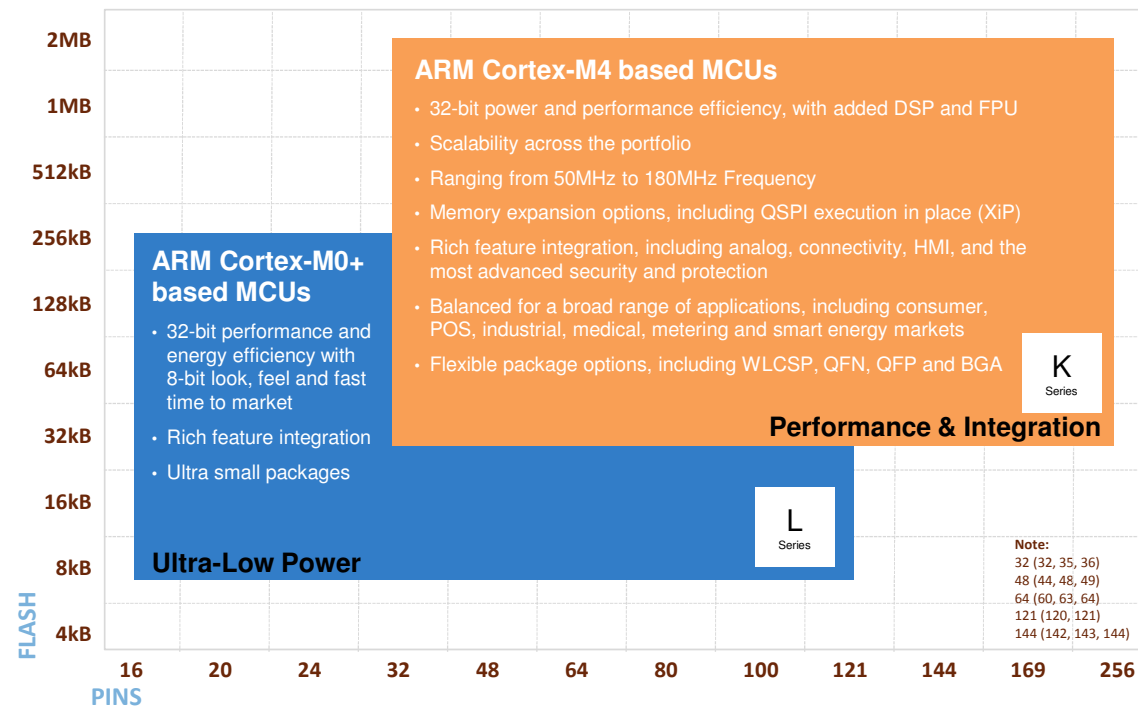 2MB
1MB
512kB
256kB
128kB
64kB
32kB
16kB
8kB
4kB
FLASH
ARM Cortex-M4 based MCUs
• 32-bit power and performance efficiency, with added DSP and FPU
• Scalability across the portfolio
• Ranging from 50MHz to 180MHz Frequency
• Memory expansion options, including QSPI execution in place (XiP)
• Rich feature integration, including analog, connectivity, HMI, and the
most advanced security and protection
• Balanced for a broad range of applications, including consumer,
POS, industrial, medical, metering and smart energy markets
• Flexible package options, including WLCSP, QFN, QFP and BGA
K
Series
Performance & Integration
ARM Cortex-M0+
based MCUs
• 32-bit performance and
energy efficiency with
8-bit look, feel and fast
time to market
• Rich feature integration
• Ultra small packages
L
Series
Ultra-Low Power
Note:
32 (32, 35, 36)
48 (44, 48, 49)
64 (60, 63, 64)
121 (120, 121)
144 (142, 143, 144)
16 20 24 32 48 64 80 100 121 144 169 256
PINS